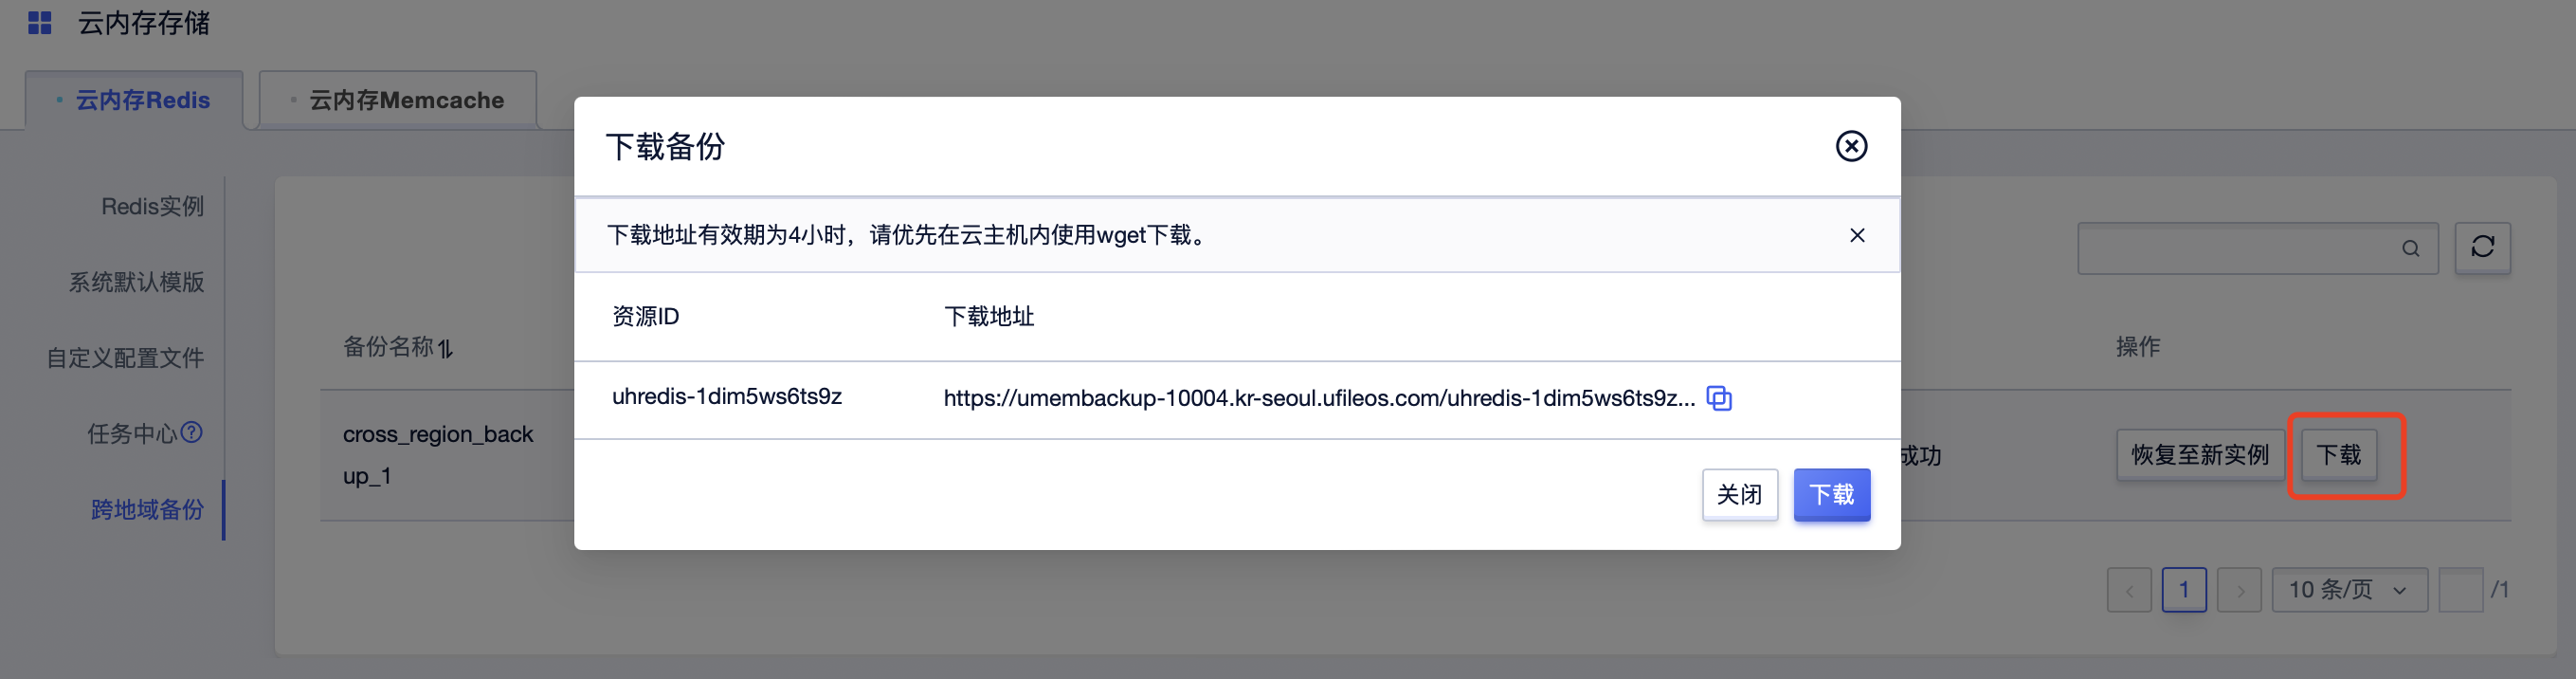 云内存存储
云内存Redis
云内存Memcache
Redis实例
系统默认模版
自定义配置文件
任务中心
跨地域备份
备份名称
操作
cross_region_back
up_1
成功
恢复至新实例
下载
1
10 条/页
/1
下载备份
下载地址有效期为4小时，请优先在云主机内使用wget下载。
资源ID
下载地址
uhredis-1dim5ws6ts9z
https://umembackup-10004.kr-seoul.ufileos.com/uhredis-1dim5ws6ts9z...
关闭
下载